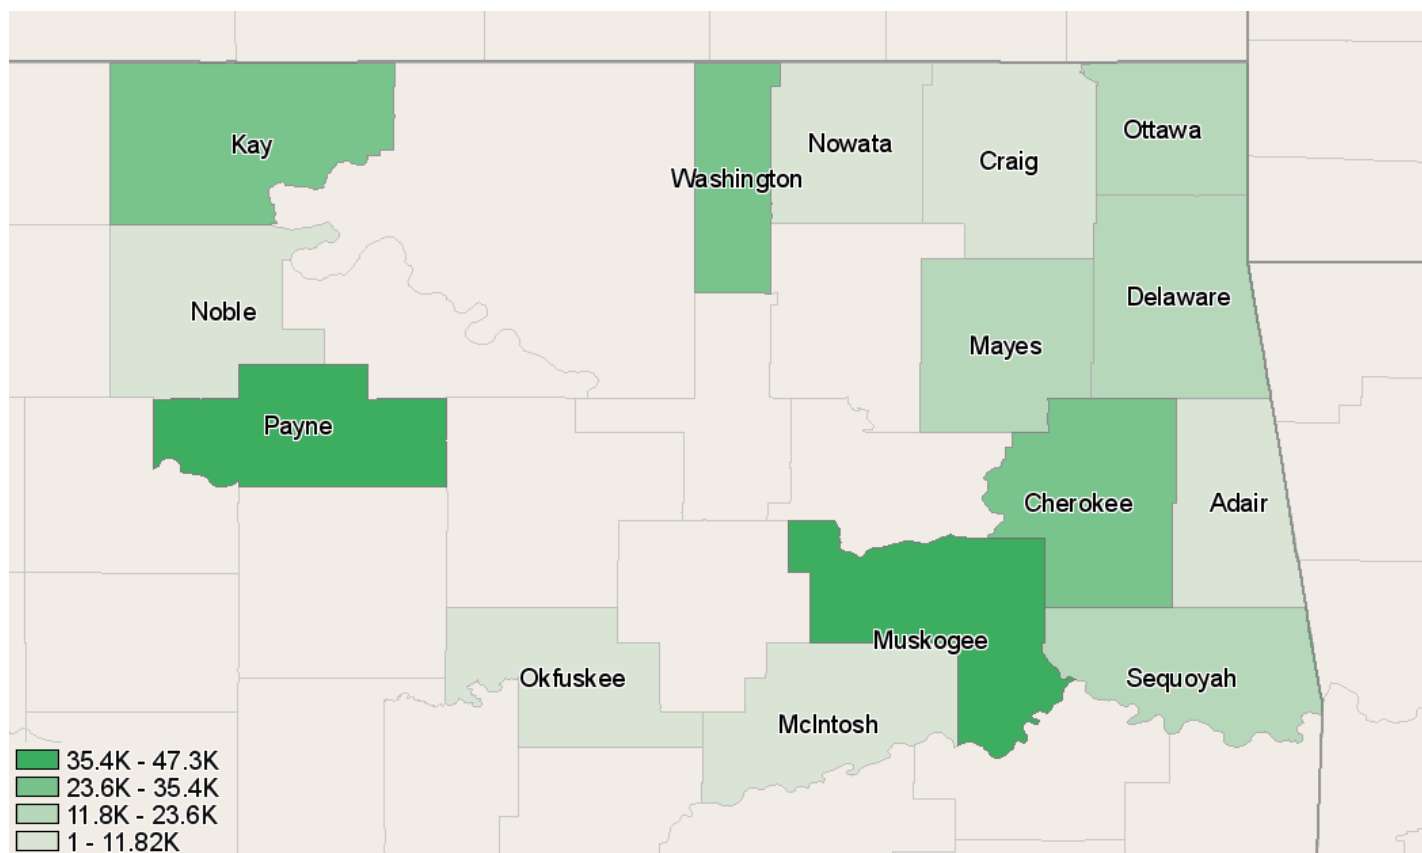 Ottawa
Kay
Nowata
Craig
Washington
Delaware
Noble
Mayes
Payne
Cherokee
Adair
Muskogee
Okfuskee
Sequoyah
McIntosh
35.4K - 47.3K
23.6K - 35.4K
11.8K - 23.6K
1 - 11.82K